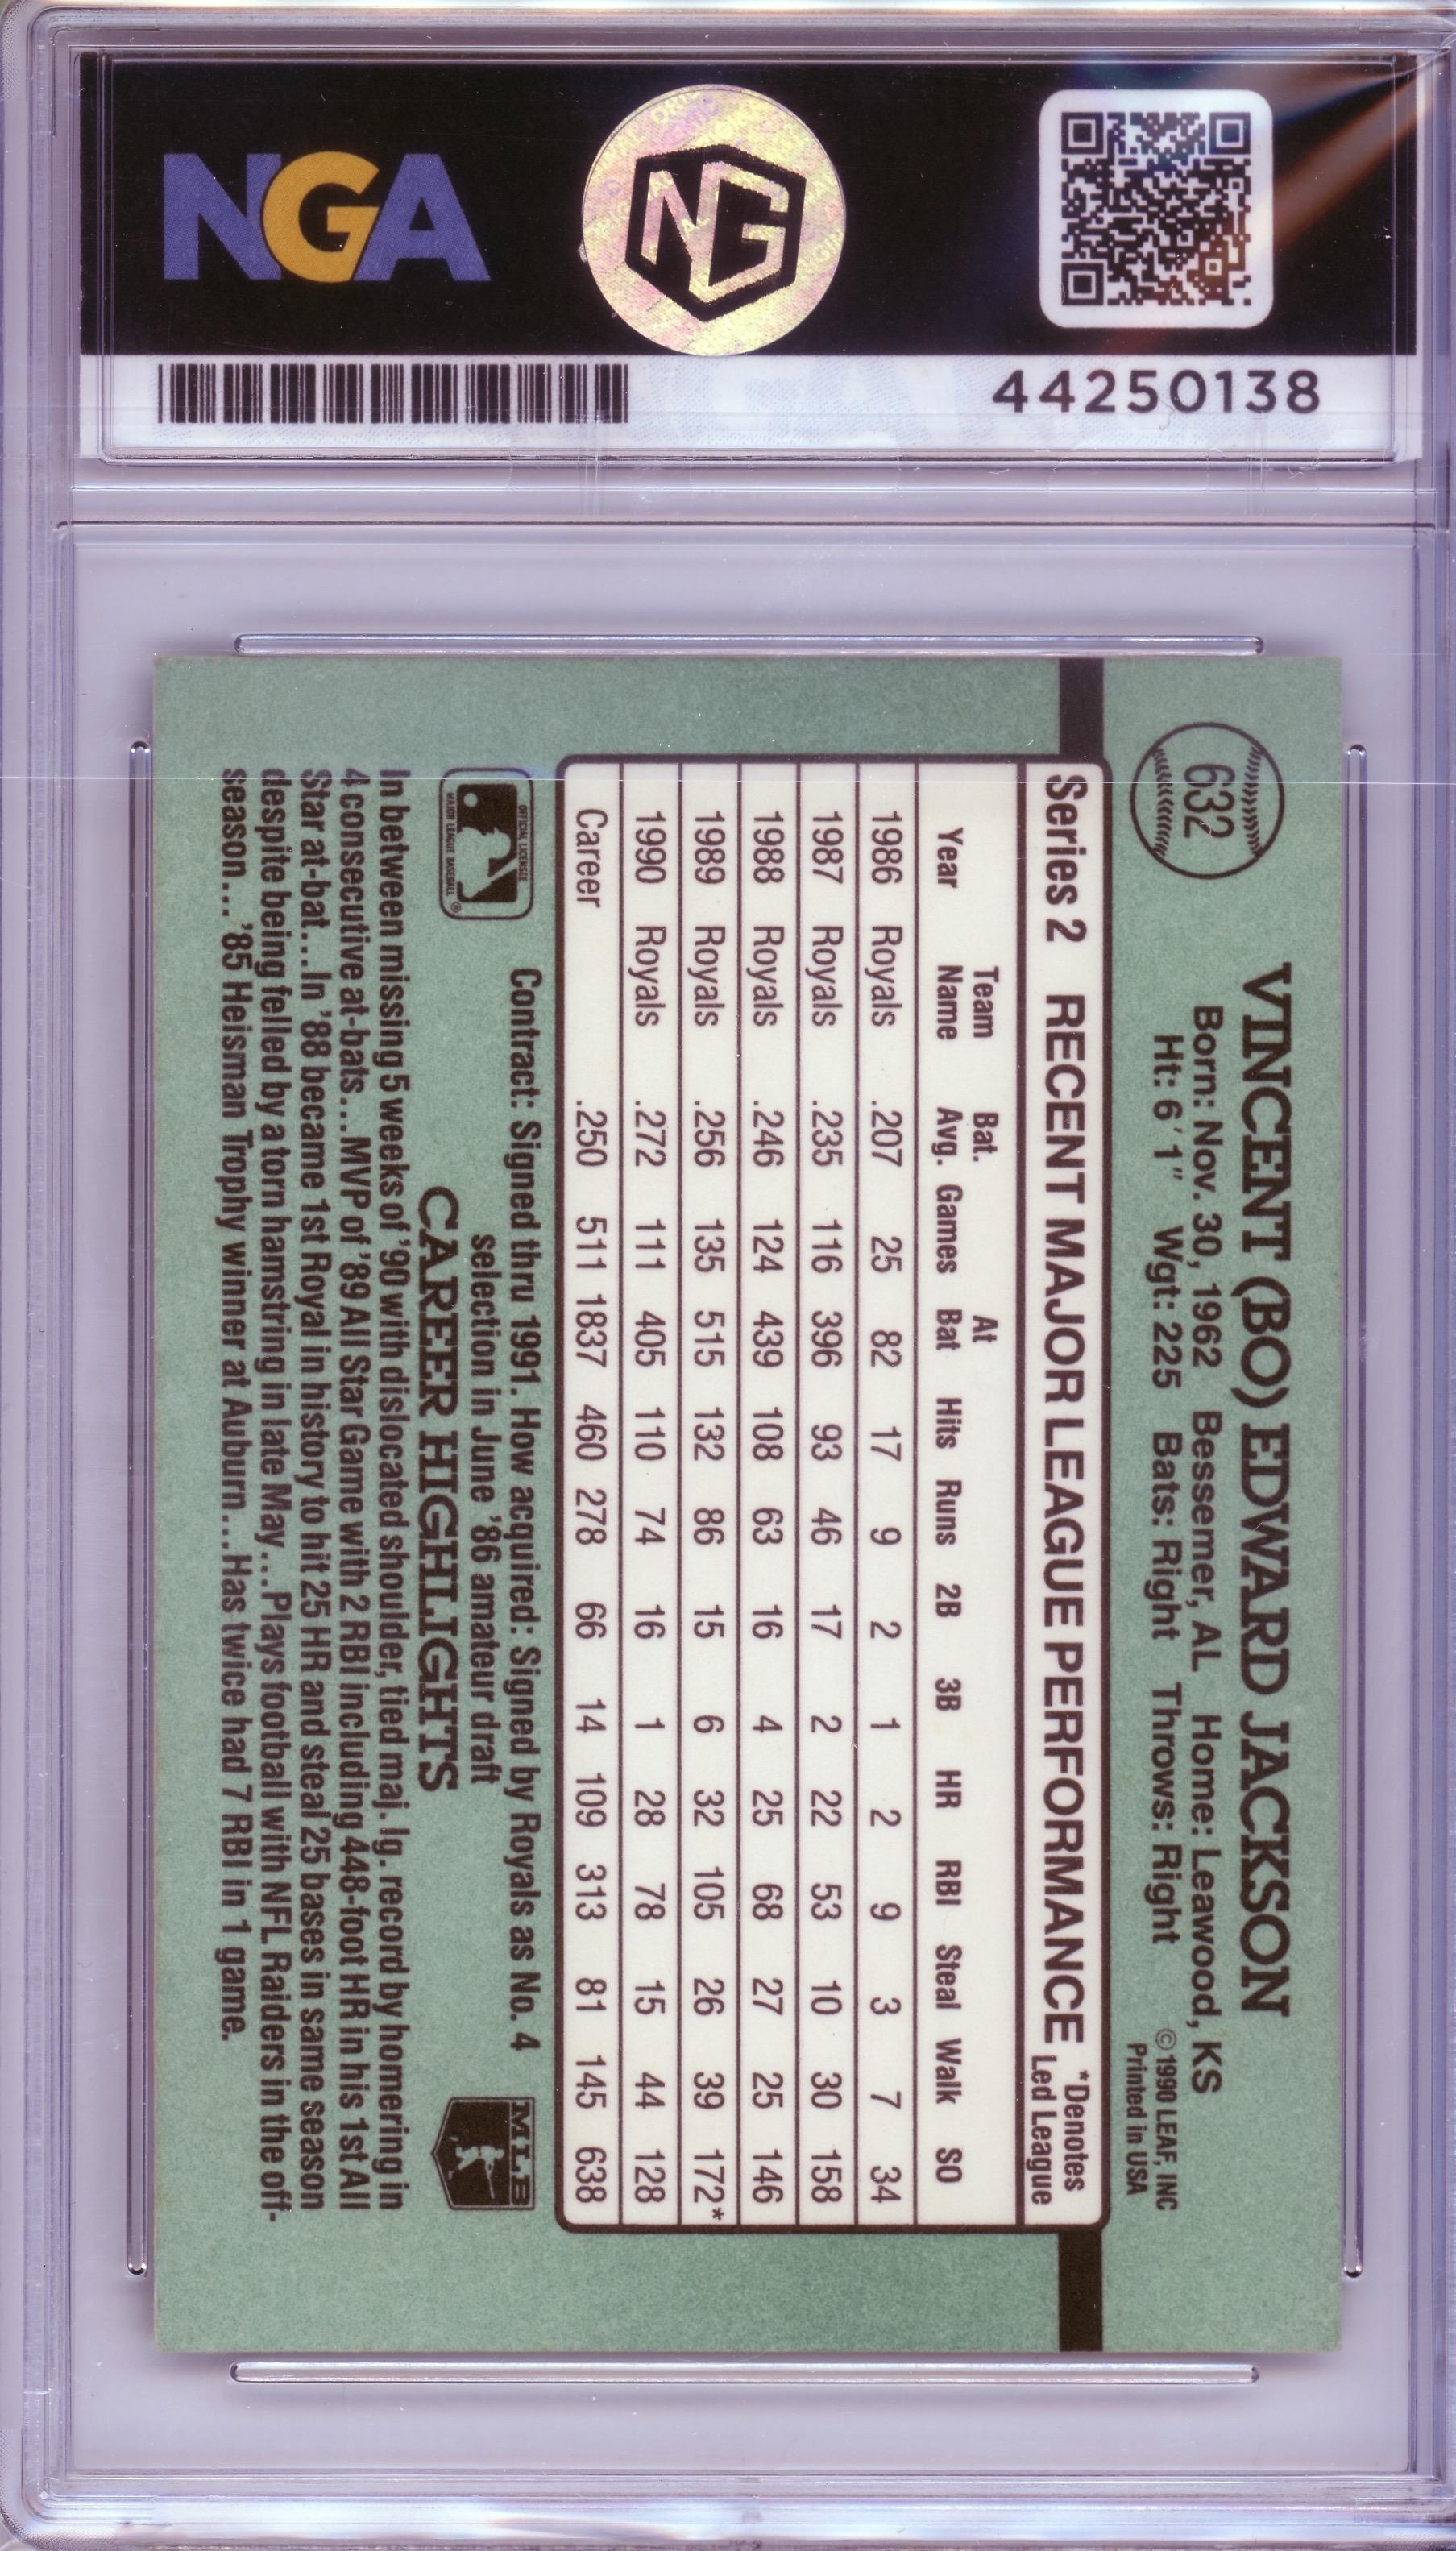 NGA
NG
44250138
632
VINCENT (BO) EDWARD JACKSON
Born: Nov. 30, 1962 Bessemer, AL Home: Leawood, KS
Ht: 6'1" Wgt: 225 Bats: Right Throws: Right
© 1990 LEAF, INC
Printed in USA
Series 2 RECENT MAJOR LEAGUE PERFORMANCE *Denotes Led League
Year Team Name Bat. Avg. Games At Bat Hits Runs 2B 3B HR RBI Steal Walk SO
1986 Royals .207 25 82 17 9 2 1 2 9 3 7 34
1987 Royals .235 116 396 93 46 17 2 22 53 10 30 158
1988 Royals .246 124 439 108 63 16 4 25 68 27 25 146
1989 Royals .256 135 515 132 86 15 6 32 105 26 39 172*
1990 Royals .272 111 405 110 74 16 1 28 78 15 44 128
Career .250 511 1837 460 278 66 14 109 313 81 145 638
OFFICIAL LICENSEE
MAJOR LEAGUE BASEBALL ®
Contract: Signed thru 1991. How acquired: Signed by Royals as No. 4
selection in June '86 amateur draft
MLB
CAREER HIGHLIGHTS
In between missing 5 weeks of '90 with dislocated shoulder, tied maj. lg. record by homering in
4 consecutive at-bats...MVP of '89 All Star Game with 2 RBI including 448-foot HR in his 1st All
Star at-bat...In '88 became 1st Royal in history to hit 25 HR and steal 25 bases in same season
despite being felled by a torn hamstring in late May...Plays football with NFL Raiders in the off-
season...'85 Heisman Trophy winner at Auburn...Has twice had 7 RBI in 1 game.